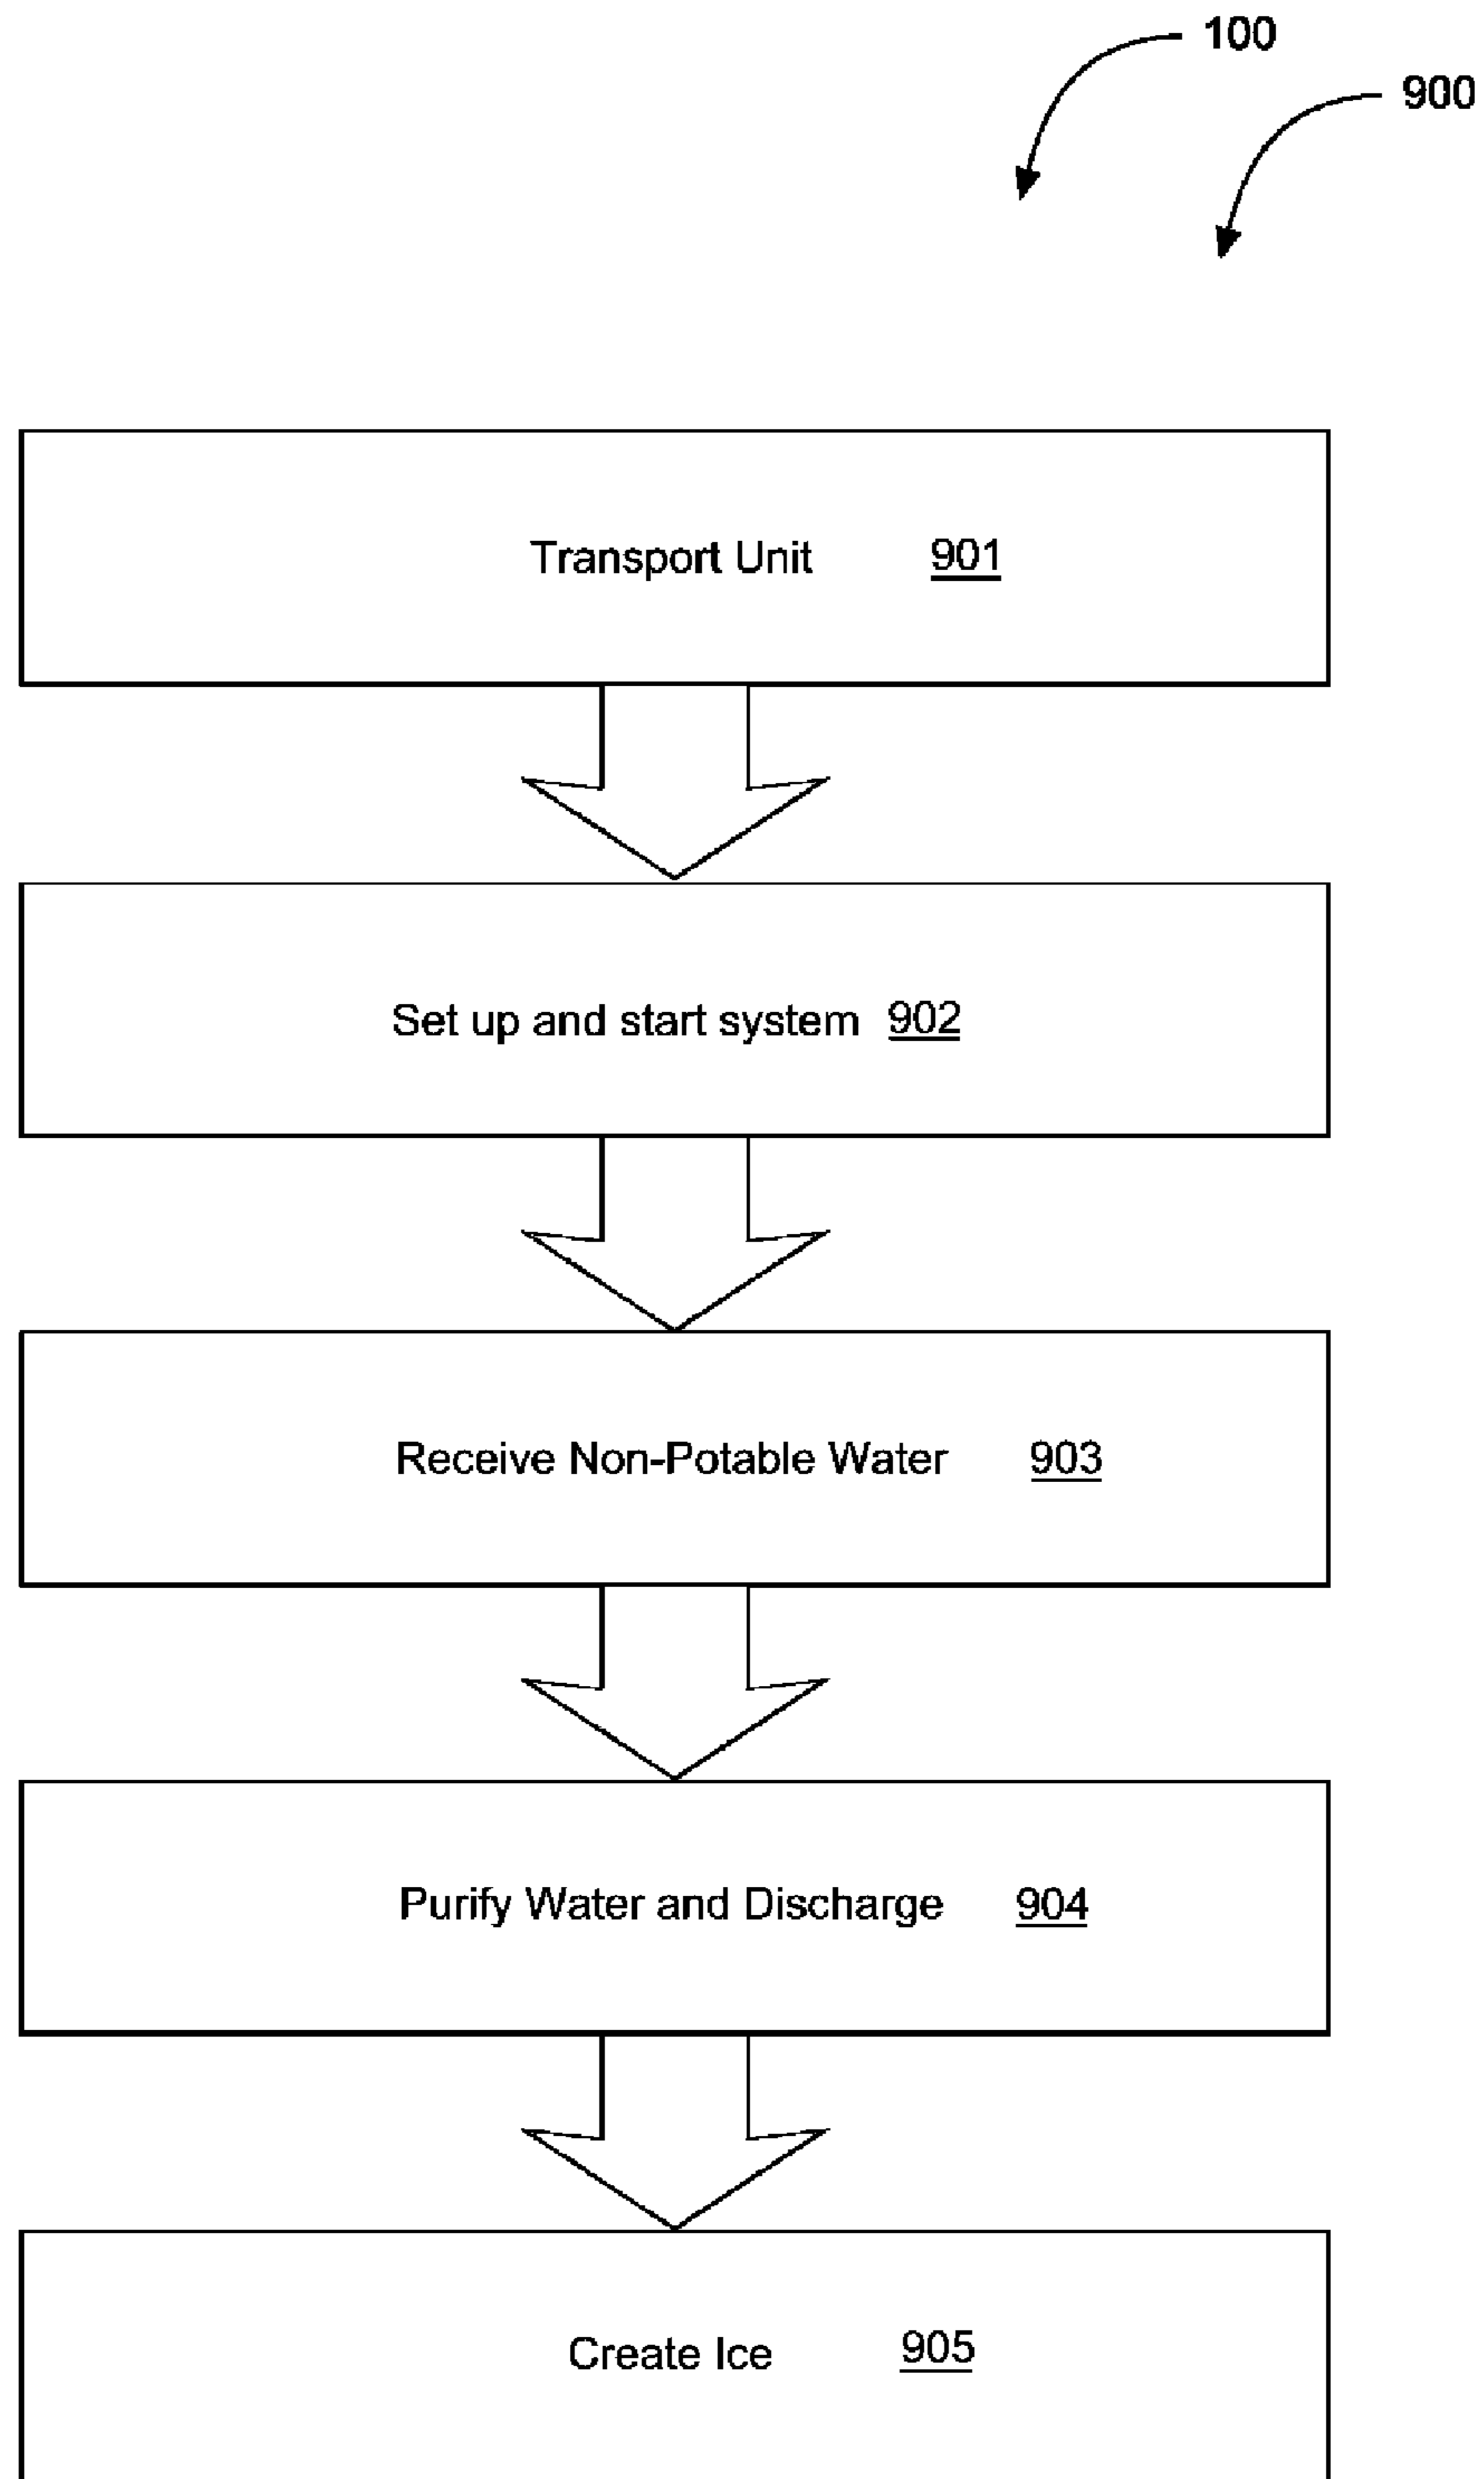 100
900
Transport Unit 901
Set up and start system 902
Receive Non-Potable Water 903
Purify Water and Discharge 904
Create Ice 905